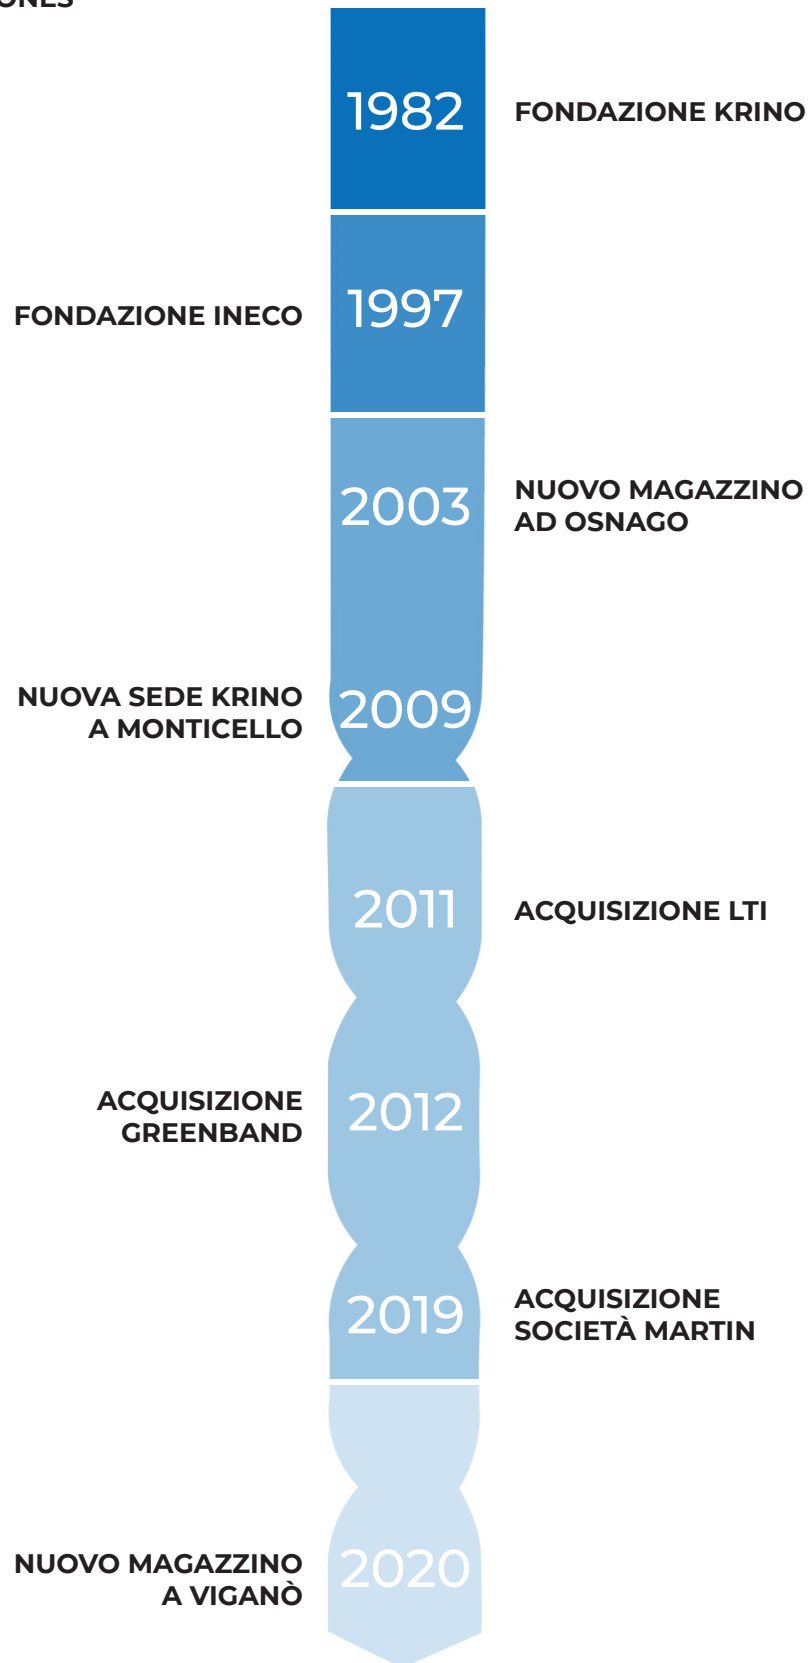 1982
FONDAZIONE KRINO
FONDAZIONE INECO
1997
2003
NUOVO MAGAZZINO
AD OSNAGO
NUOVA SEDE KRINO
A MONTICELLO
2009
2011
ACQUISIZIONE LTI
ACQUISIZIONE
GREENBAND
2012
2019
ACQUISIZIONE
SOCIETÀ MARTIN
NUOVO MAGAZZINO
A VIGANÒ
2020